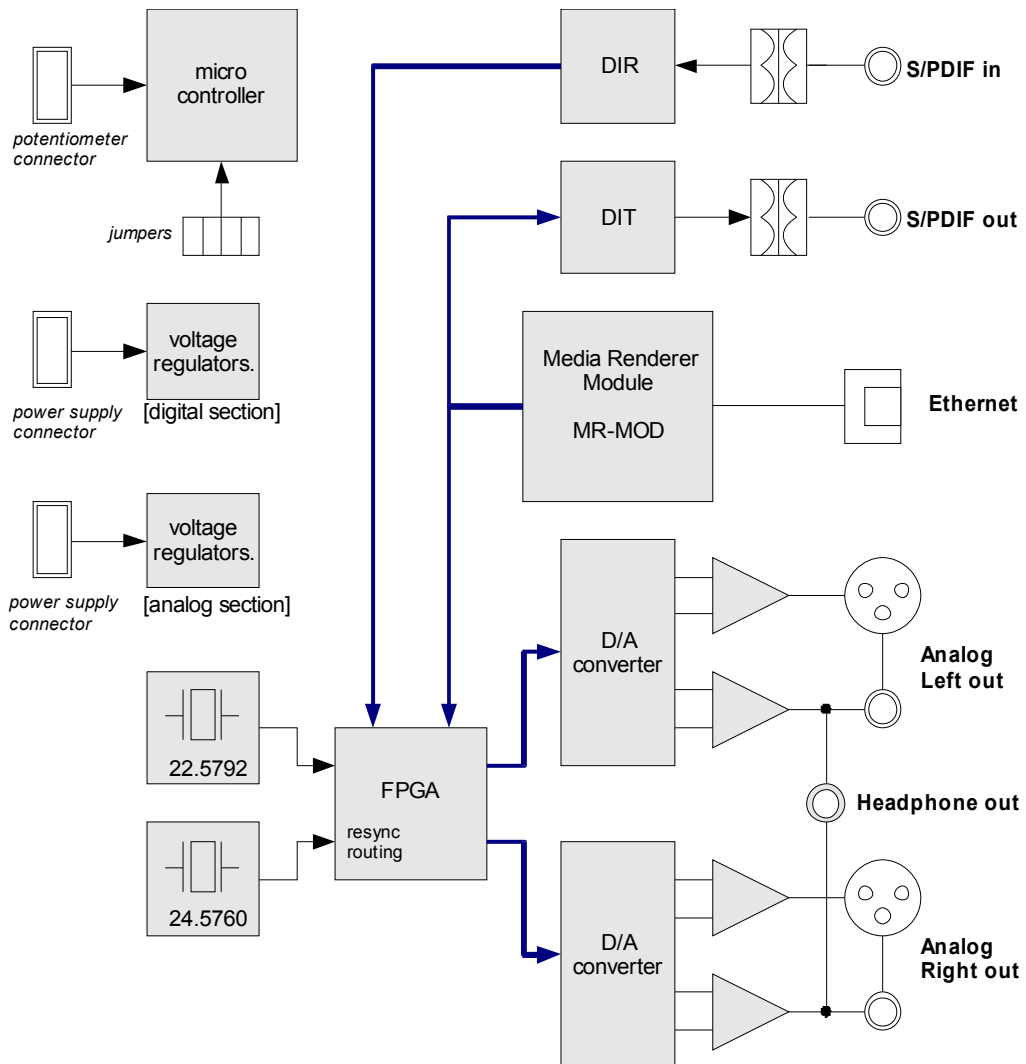 micro
controller
potentiometer
connector
jumpers
DIR
S/PDIF in
DIT
S/PDIF out
voltage
regulators.
[digital section]
power supply
connector
Media Renderer
Module
MR-MOD
Ethernet
voltage
regulators.
[analog section]
power supply
connector
D/A
converter
Analog
Left out
22.5792
FPGA
resync
routing
Headphone out
24.5760
D/A
converter
Analog
Right out